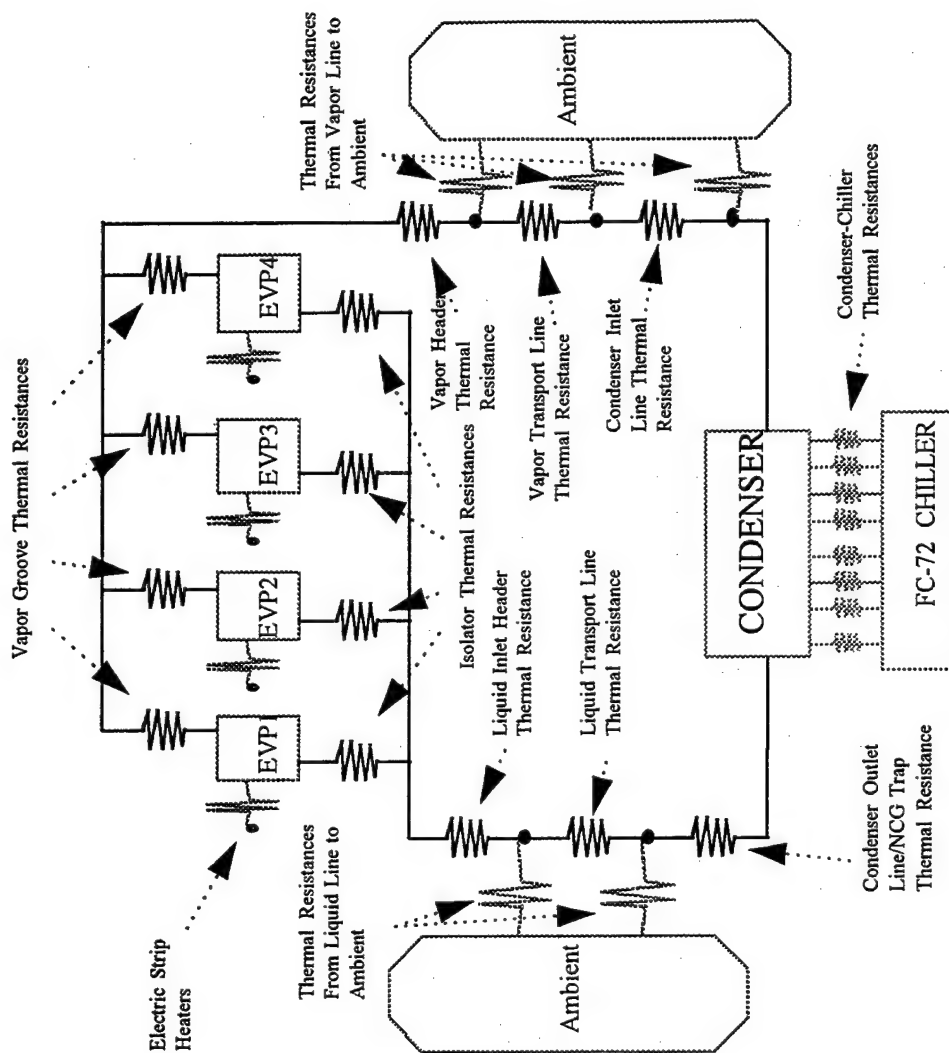 Vapor Groove Thermal Resistances
Electric Strip
Heaters
EVP1
EVP2
EVP3
EVP4
Thermal Resistances
From Vapor Line to
Ambient
Ambient
Thermal Resistances
From Liquid Line to
Ambient
Isolator Thermal Resistances
Vapor Header
Thermal
Resistance
Liquid Inlet Header
Thermal Resistance
Vapor Transport Line
Thermal Resistance
Liquid Transport Line
Thermal Resistance
Condenser Inlet
Line Thermal
Resistance
Ambient
CONDENSER
Condenser-Chiller
Thermal Resistances
Condenser Outlet
Line/NCG Trap
Thermal Resistance
FC-72 CHILLER